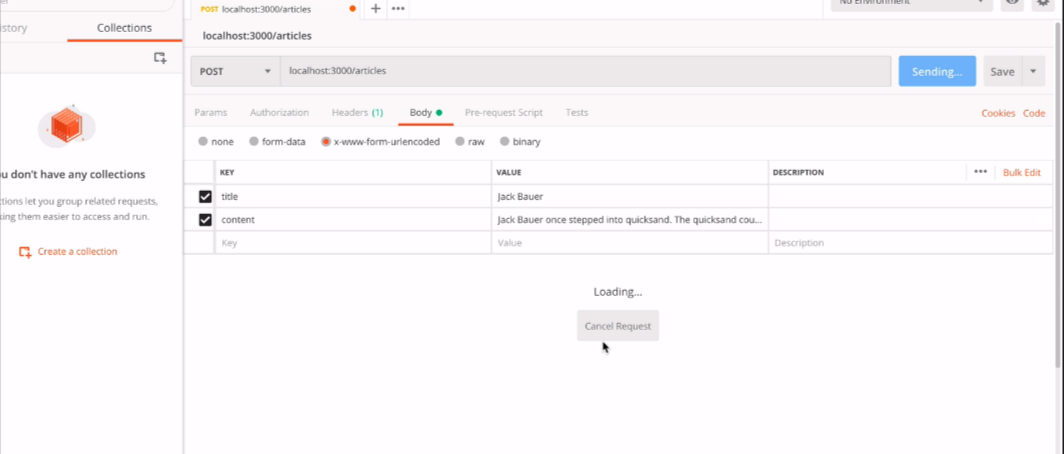 POST localhost:3000/articles
No Environment
istory Collections
localhost:3000/articles
POST localhost:3000/articles Sending... Save
Params Authorization Headers (1) Body Pre-request Script Tests Cookies Code
none form-data x-www-form-urlencoded raw binary
KEY VALUE DESCRIPTION ••• Bulk Edit
title Jack Bauer
content Jack Bauer once stepped into quicksand. The quicksand cou...
Key Value Description
u don't have any collections
tions let you group related requests,
king them easier to access and run.
Create a collection
Loading...
Cancel Request